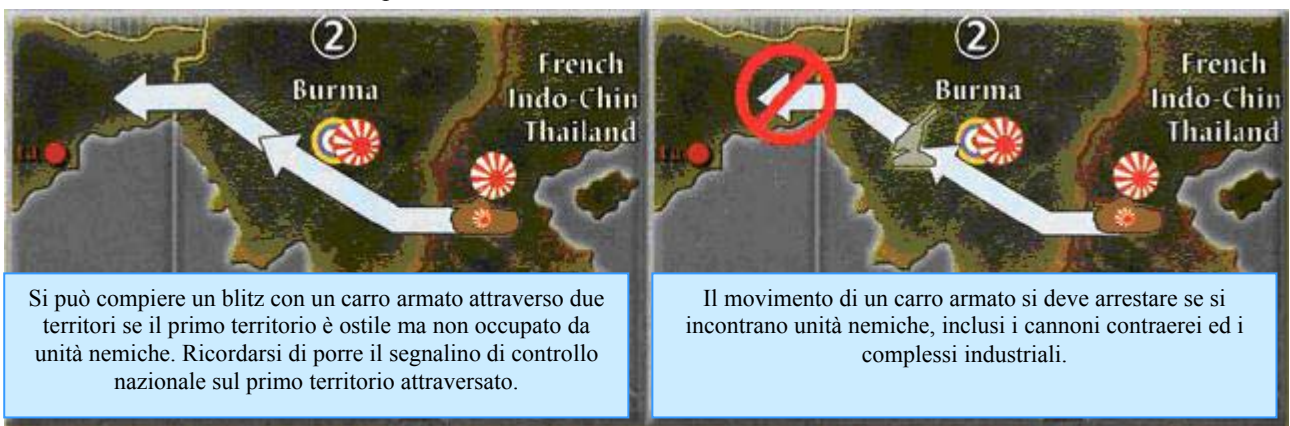 ②
Burma
French
Indo-Chin
Thailand
Si può compiere un blitz con un carro armato attraverso due
territori se il primo territorio è ostile ma non occupato da
unità nemiche. Ricordarsi di porre il segnalino di controllo
nazionale sul primo territorio attraversato.
②
Burma
French
Indo-Chin
Thailand
Il movimento di un carro armato si deve arrestare se si
incontrano unità nemiche, inclusi i cannoni contraerei ed i
complessi industriali.